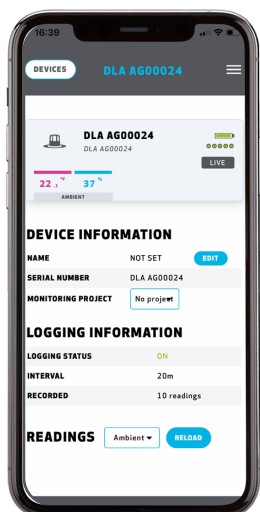 16:39
DEVICES
DLA AG00024
DLA AG00024
DLA AG00024
LIVE
22 .1 °F
37 %
AMBIENT
DEVICE INFORMATION
NAME NOT SET EDIT
SERIAL NUMBER DLA AG00024
MONITORING PROJECT No project
LOGGING INFORMATION
LOGGING STATUS ON
INTERVAL 20m
RECORDED 10 readings
READINGS Ambient RELOAD